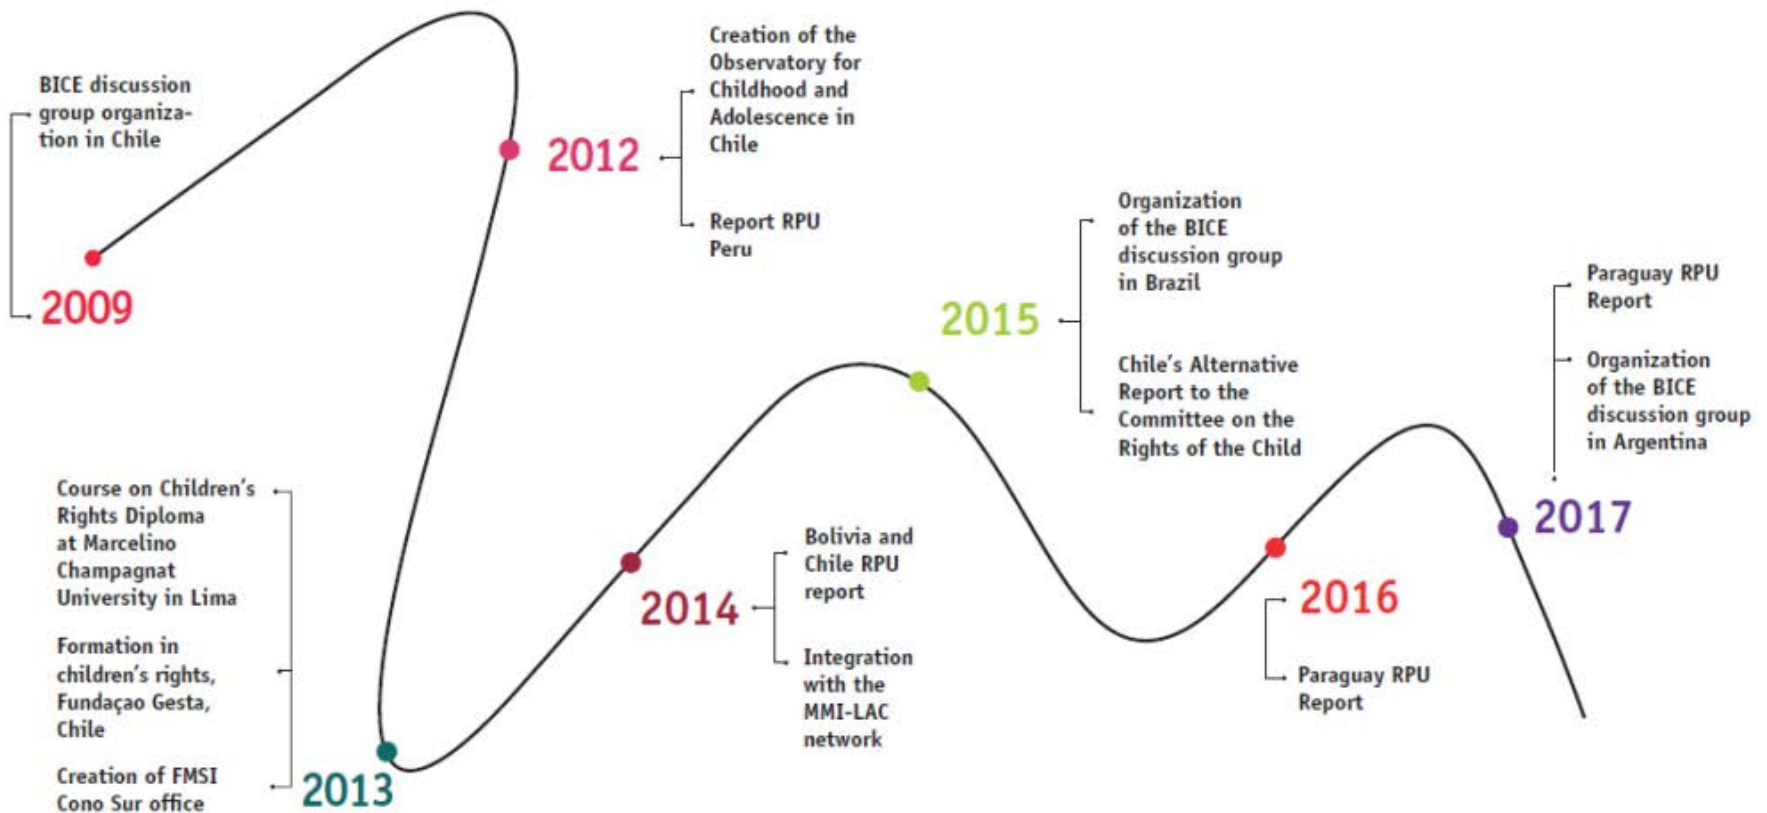 BICE discussion
group organiza-
tion in Chile
2009
2012
Creation of the
Observatory for
Childhood and
Adolescence in
Chile
Report RPU
Peru
Course on Children's
Rights Diploma
at Marcelino
Champagnat
University in Lima
Formation in
children's rights,
Fundaçao Gesta,
Chile
Creation of FMSI
Cono Sur office
2013
2014
Bolivia and
Chile RPU
report
Integration
with the
MMI-LAC
network
2015
Organization
of the BICE
discussion group
in Brazil
Chile's Alternative
Report to the
Committee on the
Rights of the Child
2016
Paraguay RPU
Report
2017
Paraguay RPU
Report
Organization
of the BICE
discussion group
in Argentina